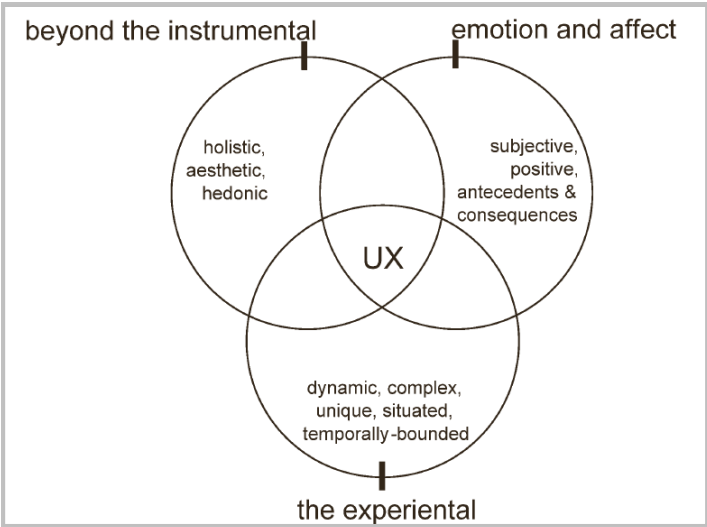 beyond the instrumental
emotion and affect
holistic,
aesthetic,
hedonic
subjective,
positive,
antecedents &
consequences
UX
dynamic, complex,
unique, situated,
temporally-bounded
the experiental